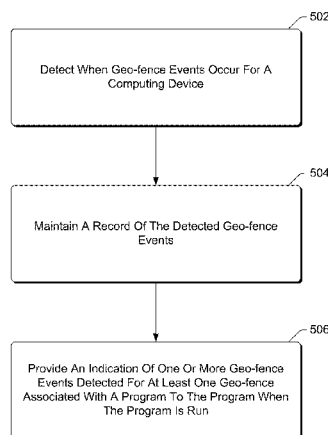 502
Detect When Geo-fence Events Occur For A
Computing Device
504
Maintain A Record Of The Detected Geo-fence
Events
506
Provide An Indication Of One Or More Geo-fence
Events Detected For At Least One Geo-fence
Associated With A Program To The Program When
The Program Is Run